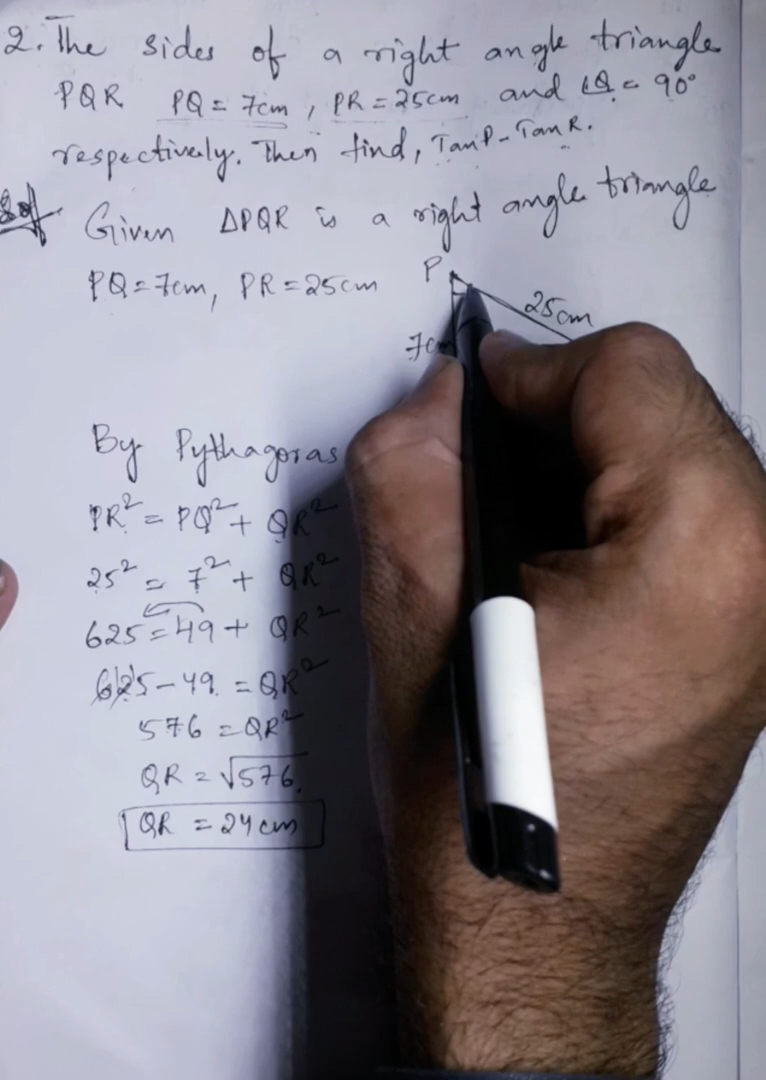 2. The sides of a right angle triangle
PQR PQ = 7cm, PR = 25cm and ∠Q = 90°
respectively. Then find, TanP - TanR.
Sol Given ΔPQR is a right angle triangle
PQ = 7cm, PR = 25cm
P
25cm
By Pythagoras
PR² = PQ² + QR²
25² = 7² + QR²
625 = 49 + QR²
625 - 49 = QR²
576 = QR²
QR = √576
QR = 24cm